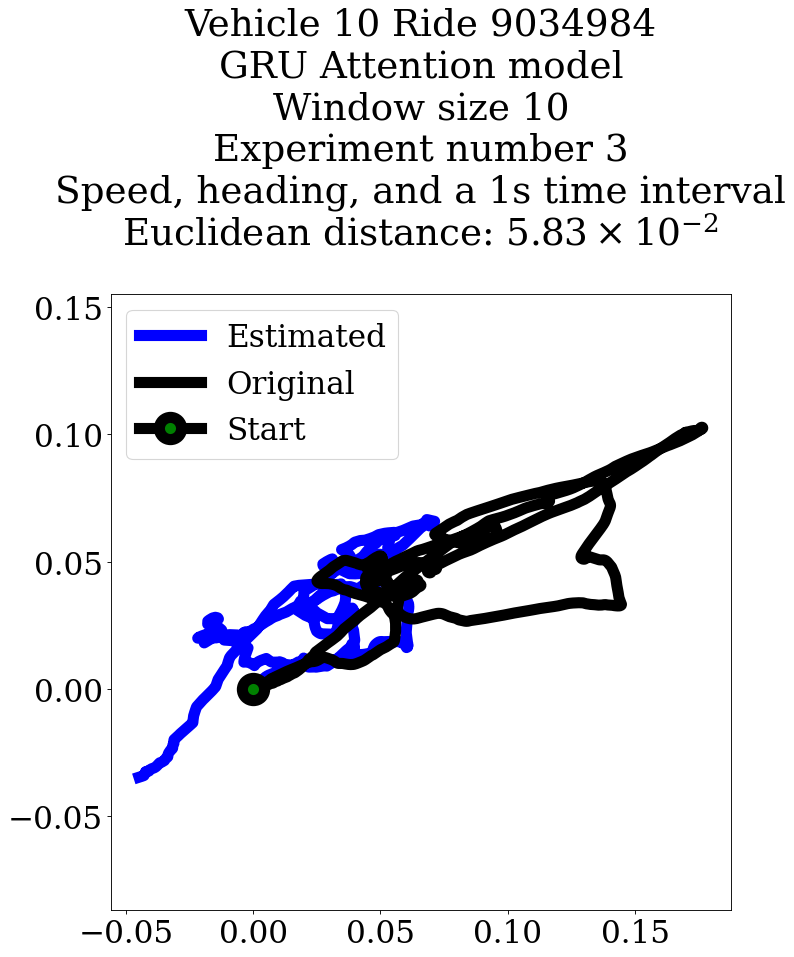 Vehicle 10 Ride 9034984
GRU Attention model
Window size 10
Experiment number 3
Speed, heading, and a 1s time interval
Euclidean distance: 5.83 × 10⁻²
Estimated
Original
Start
0.15
0.10
0.05
0.00
−0.05
−0.05 0.00 0.05 0.10 0.15